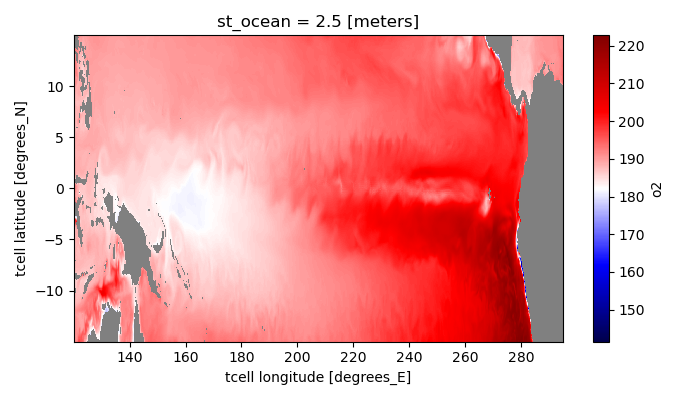 st_ocean = 2.5 [meters]
10
5
0
−5
−10
tcell latitude [degrees_N]
140 160 180 200 220 240 260 280
tcell longitude [degrees_E]
220
210
200
190
180
170
160
150
o2